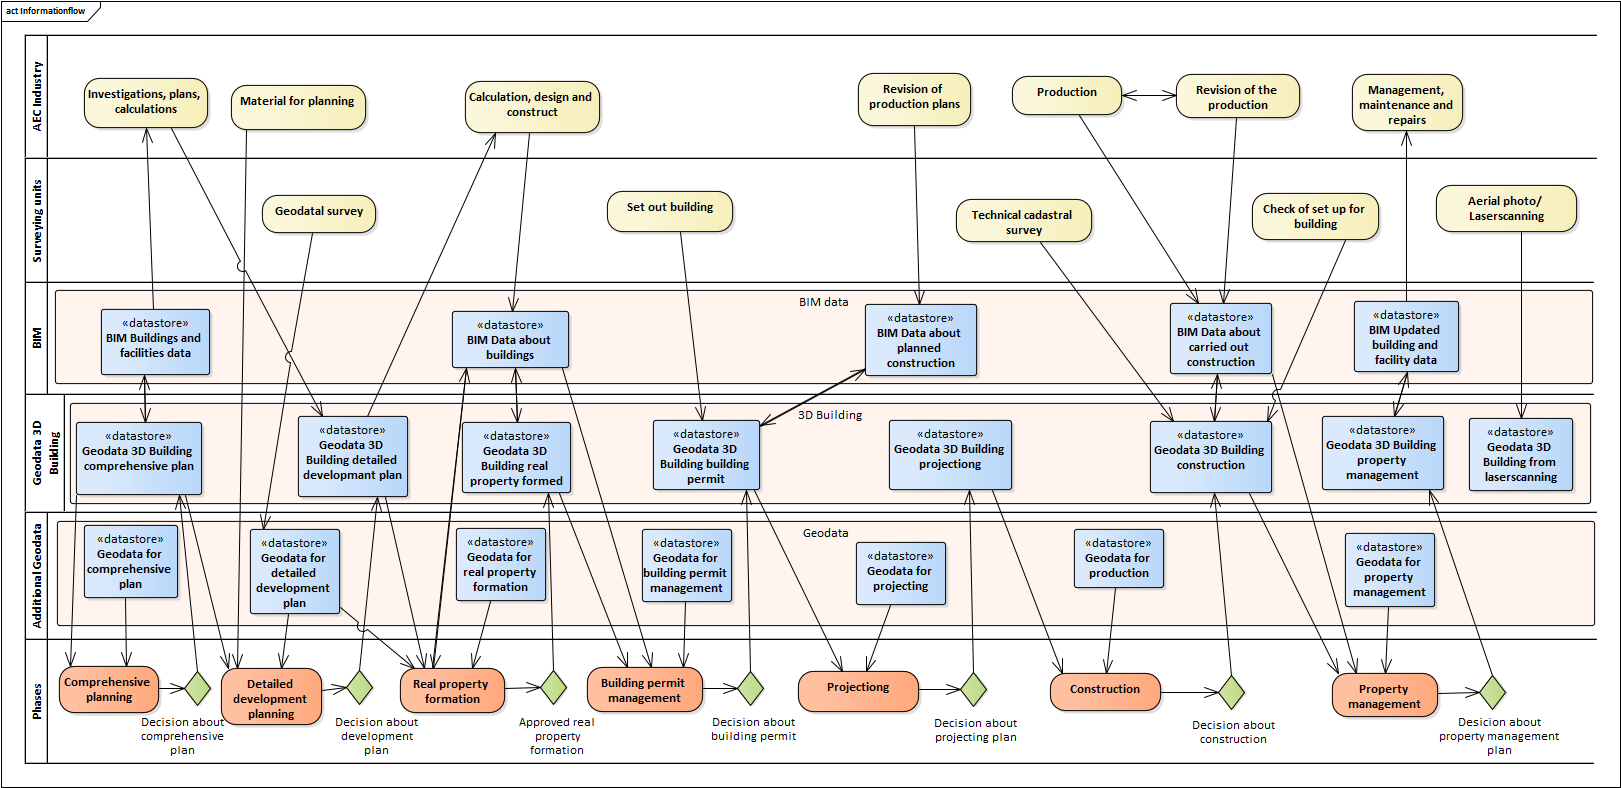 act Informationflow
AEC Industry
Investigations, plans,
calculations
Material for planning
Calculation, design and
construct
Revision of
production plans
Production
Revision of the
production
Management,
maintenance and
repairs
Surveying units
Geodatal survey
Set out building
Technical cadastral
survey
Check of set up for
building
Aerial photo/
Laserscanning
BIM
BIM data
«datastore»
BIM Buildings and
facilities data
«datastore»
BIM Data about
buildings
«datastore»
BIM Data about
planned
construction
«datastore»
BIM Data about
carried out
construction
«datastore»
BIM Updated
building and
facility data
Geodata 3D
Building
3D Building
«datastore»
Geodata 3D Building
comprehensive plan
«datastore»
Geodata 3D
Building detailed
developmant plan
«datastore»
Geodata 3D
Building real
property formed
«datastore»
Geodata 3D
Building building
permit
«datastore»
Geodata 3D Building
projectiong
«datastore»
Geodata 3D Building
construction
«datastore»
Geodata 3D Building
property
management
«datastore»
Geodata 3D
Building from
laserscanning
Additional Geodata
Geodata
«datastore»
Geodata for
comprehensive
plan
«datastore»
Geodata for
detailed
development
plan
«datastore»
Geodata for
real property
formation
«datastore»
Geodata for
building permit
management
«datastore»
Geodata for
projecting
«datastore»
Geodata for
production
«datastore»
Geodata for
property
management
Phases
Comprehensive
planning
Decision about
comprehensive
plan
Detailed
development
planning
Decision about
development
plan
Real property
formation
Approved real
property
formation
Building permit
management
Decision about
building permit
Projectiong
Decision about
projecting plan
Construction
Decision about
construction
Property
management
Desicion about
property management
plan